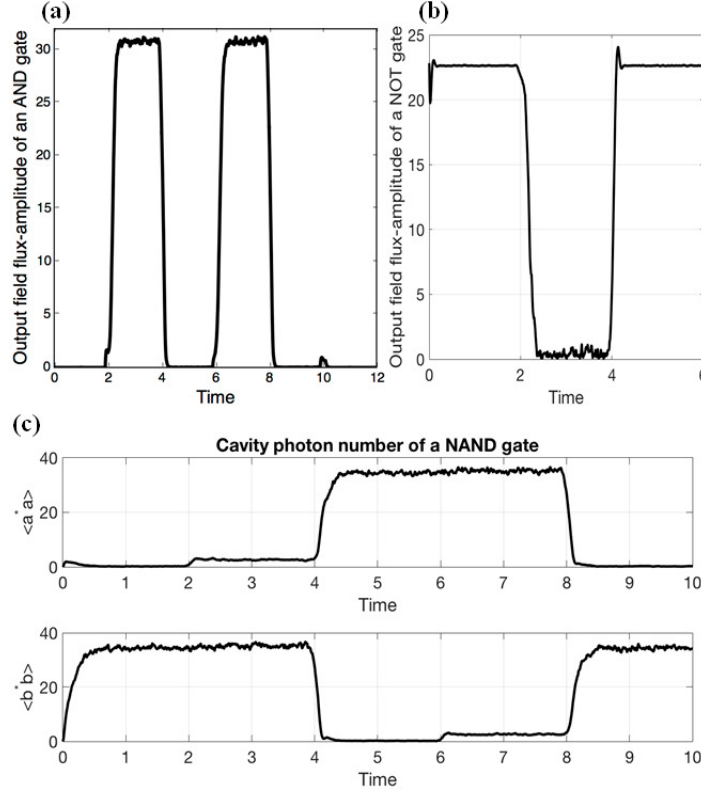 (a)
Output field flux-amplitude of an AND gate
30
25
20
15
10
5
0
0 2 4 6 8 10 12
Time
(b)
Output field flux-amplitude of a NOT gate
25
20
15
10
5
0
0 2 4 6
Time
(c)
Cavity photon number of a NAND gate
<a*a>
40
20
0
0 1 2 3 4 5 6 7 8 9 10
Time
<b*b>
40
20
0
0 1 2 3 4 5 6 7 8 9 10
Time